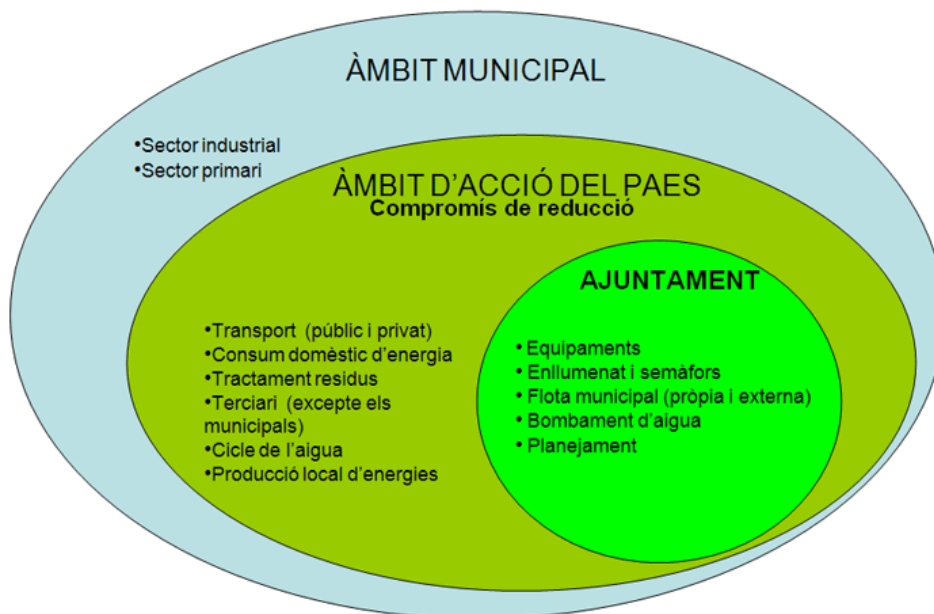 ÀMBIT MUNICIPAL
•Sector industrial
•Sector primari
ÀMBIT D'ACCIÓ DEL PAES
Compromís de reducció
•Transport (públic i privat)
•Consum domèstic d'energia
•Tractament residus
•Terciari (excepte els
municipals)
•Cicle de l'aigua
•Producció local d'energies
AJUNTAMENT
• Equipaments
• Enllumenat i semàfors
• Flota municipal (pròpia i externa)
• Bombament d'aigua
• Planejament